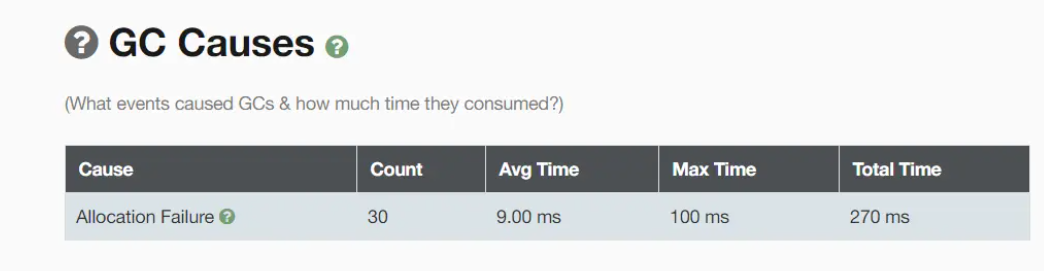 ? GC Causes ?
(What events caused GCs & how much time they consumed?)
Cause Count Avg Time Max Time Total Time
Allocation Failure ? 30 9.00 ms 100 ms 270 ms